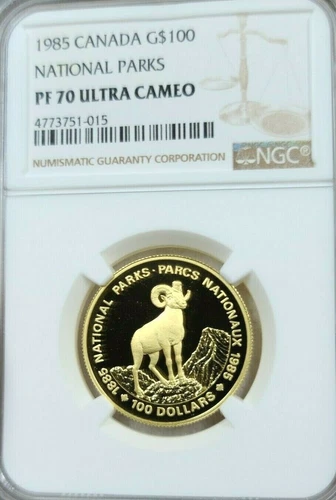 1985 CANADA G$100
NATIONAL PARKS
PF 70 ULTRA CAMEO
4773751-015
NUMISMATIC GUARANTY CORPORATION
NGC
1885 NATIONAL PARKS · PARCS NATIONAUX 1985
100 DOLLARS